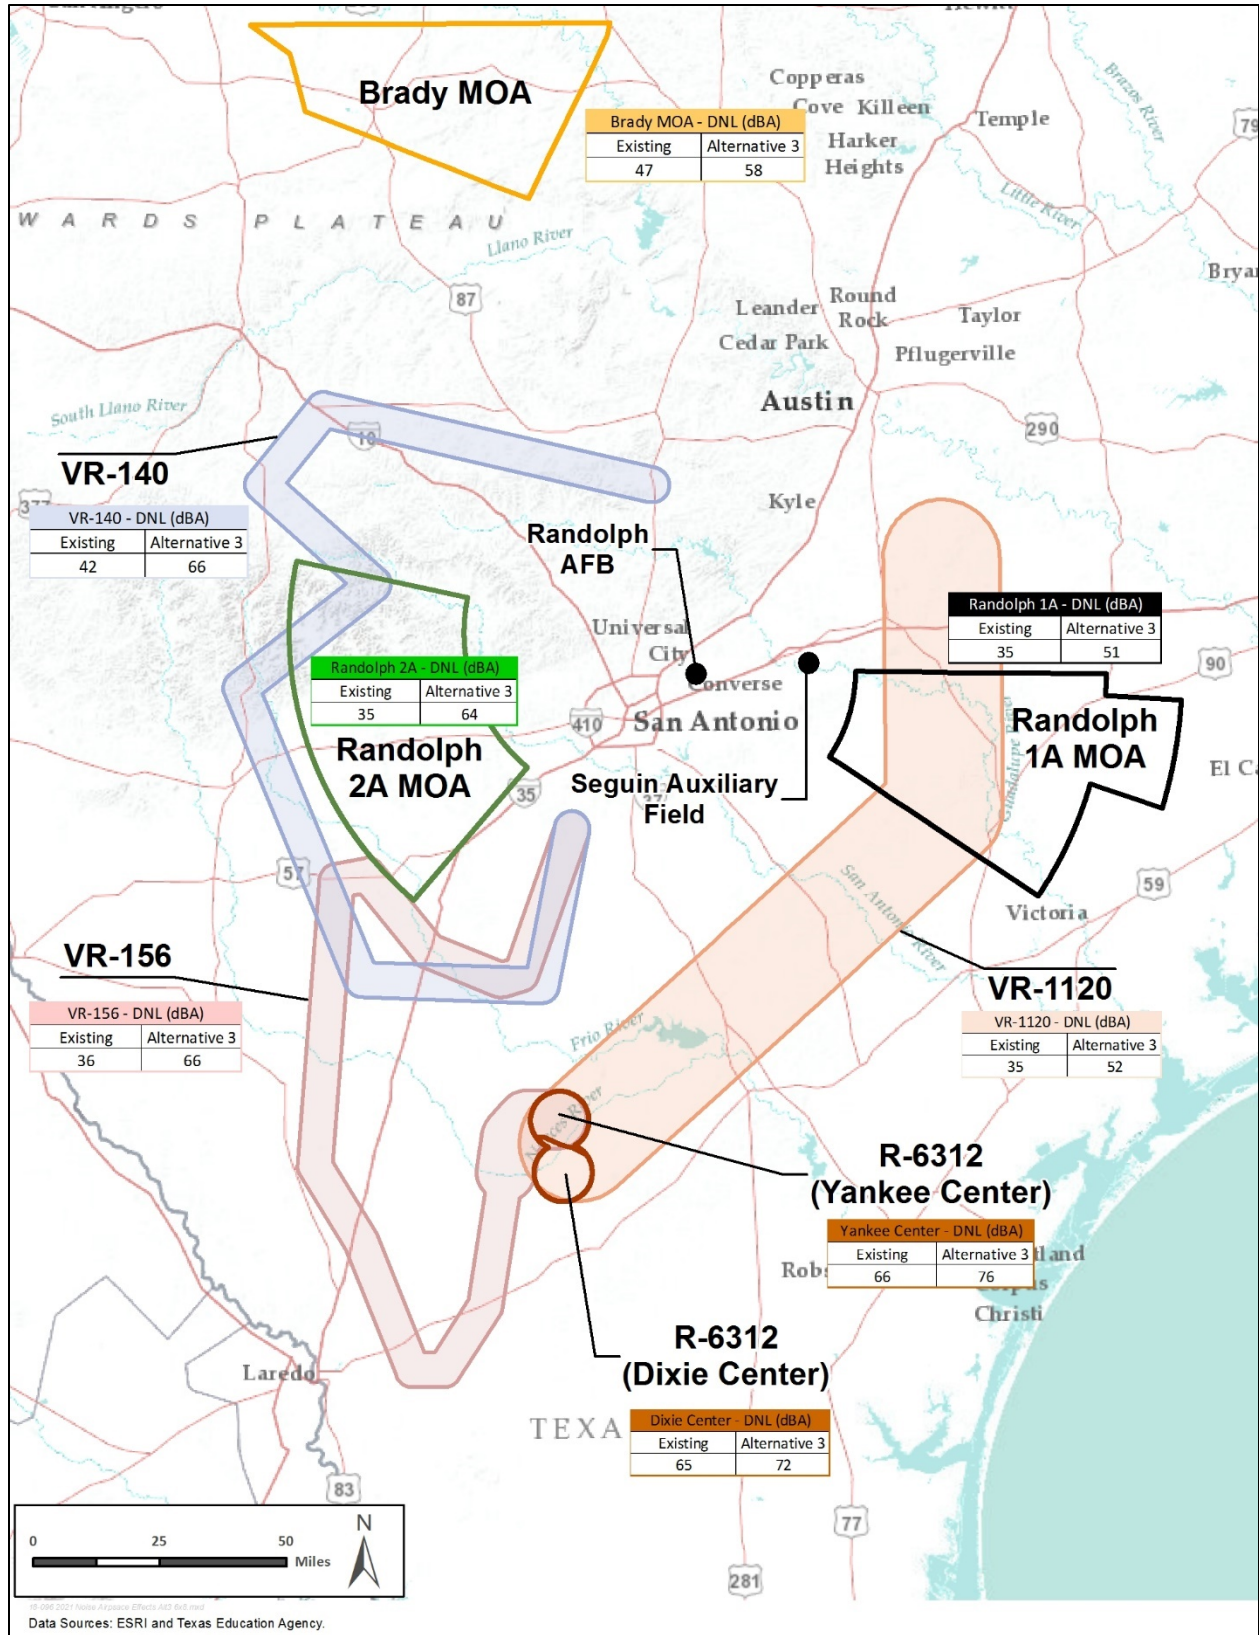 Brady MOA
Brady MOA - DNL (dBA)
Existing Alternative 3
47 58
Copperas
Cove Killeen
Harker
Heights
Temple
Brazos River
Little River
79
W A R D S P L A T E A U
Llano River
87
Leander
Round
Rock
Cedar Park
Taylor
Pflugerville
Austin
290
South Llano River
10
VR-140
377
VR-140 - DNL (dBA)
Existing Alternative 3
42 66
Kyle
Randolph
AFB
Universal
City
Converse
San Antonio
410
90
Randolph 1A - DNL (dBA)
Existing Alternative 3
35 51
Randolph
1A MOA
Guadalupe River
Randolph 2A - DNL (dBA)
Existing Alternative 3
35 64
Randolph
2A MOA
Seguin Auxiliary
Field
35
37
57
San Antonio River
59
Victoria
VR-156
VR-156 - DNL (dBA)
Existing Alternative 3
36 66
VR-1120
VR-1120 - DNL (dBA)
Existing Alternative 3
35 52
Frio River
R-6312
(Yankee Center)
Yankee Center - DNL (dBA)
Existing Alternative 3
66 76
Christi
R-6312
(Dixie Center)
Dixie Center - DNL (dBA)
Existing Alternative 3
65 72
Laredo
TEXA
83
77
281
0 25 50
Miles
N
Data Sources: ESRI and Texas Education Agency.